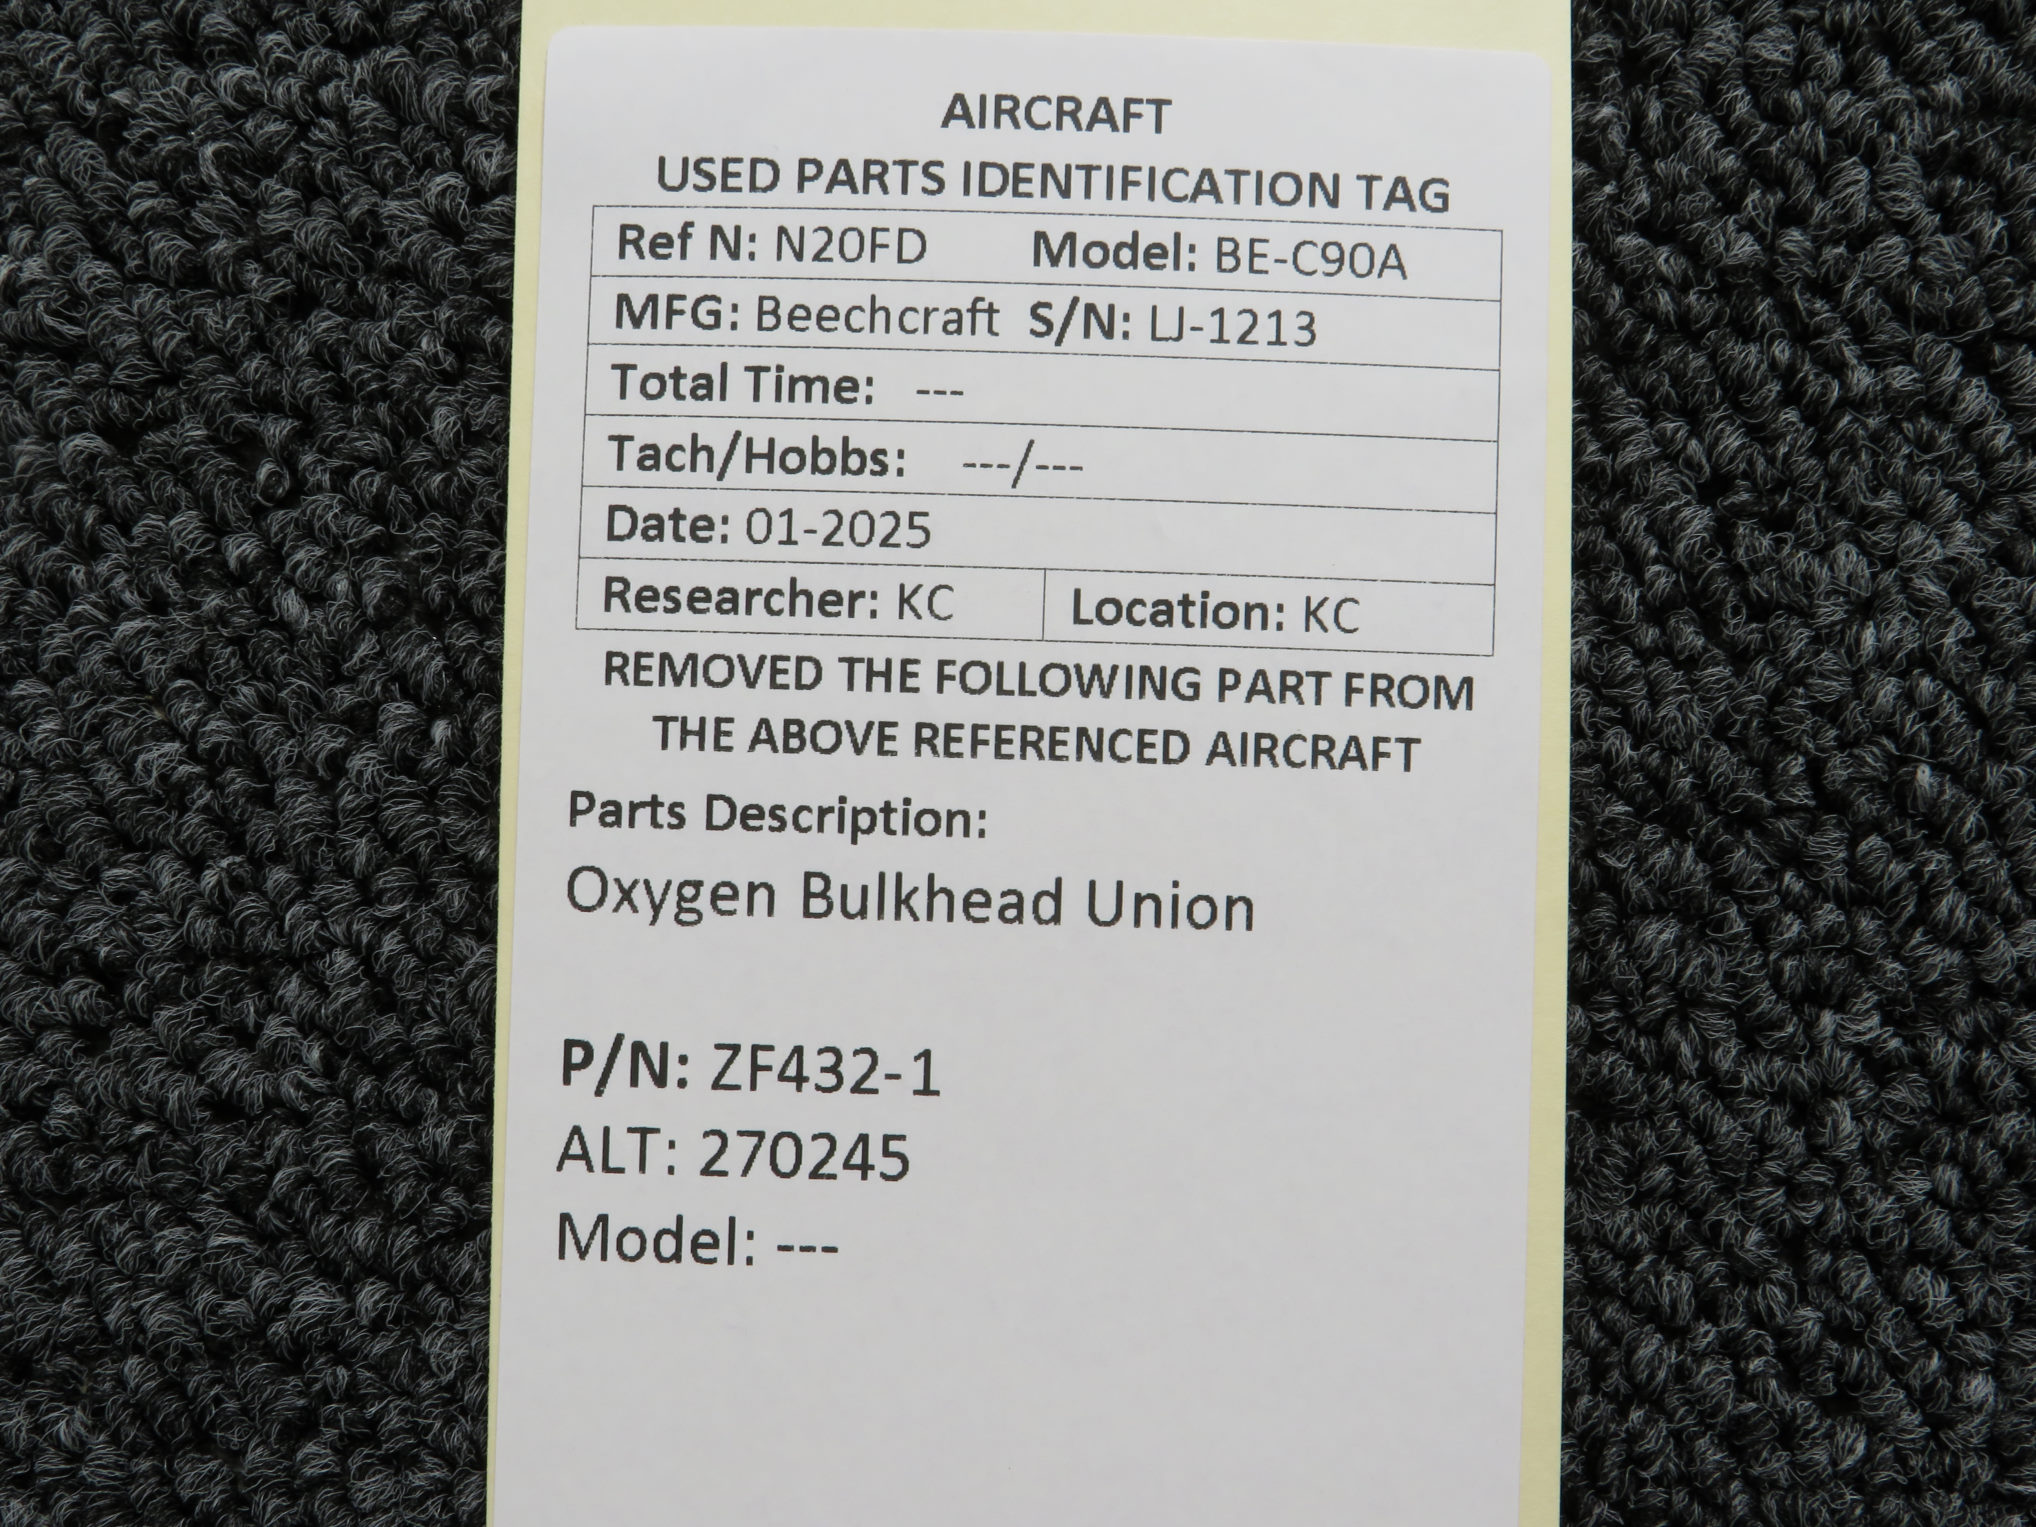 AIRCRAFT
USED PARTS IDENTIFICATION TAG
Ref N: N20FD Model: BE-C90A
MFG: Beechcraft S/N: LJ-1213
Total Time: ---
Tach/Hobbs: ---/---
Date: 01-2025
Researcher: KC Location: KC
REMOVED THE FOLLOWING PART FROM
THE ABOVE REFERENCED AIRCRAFT
Parts Description:
Oxygen Bulkhead Union
P/N: ZF432-1
ALT: 270245
Model: ---